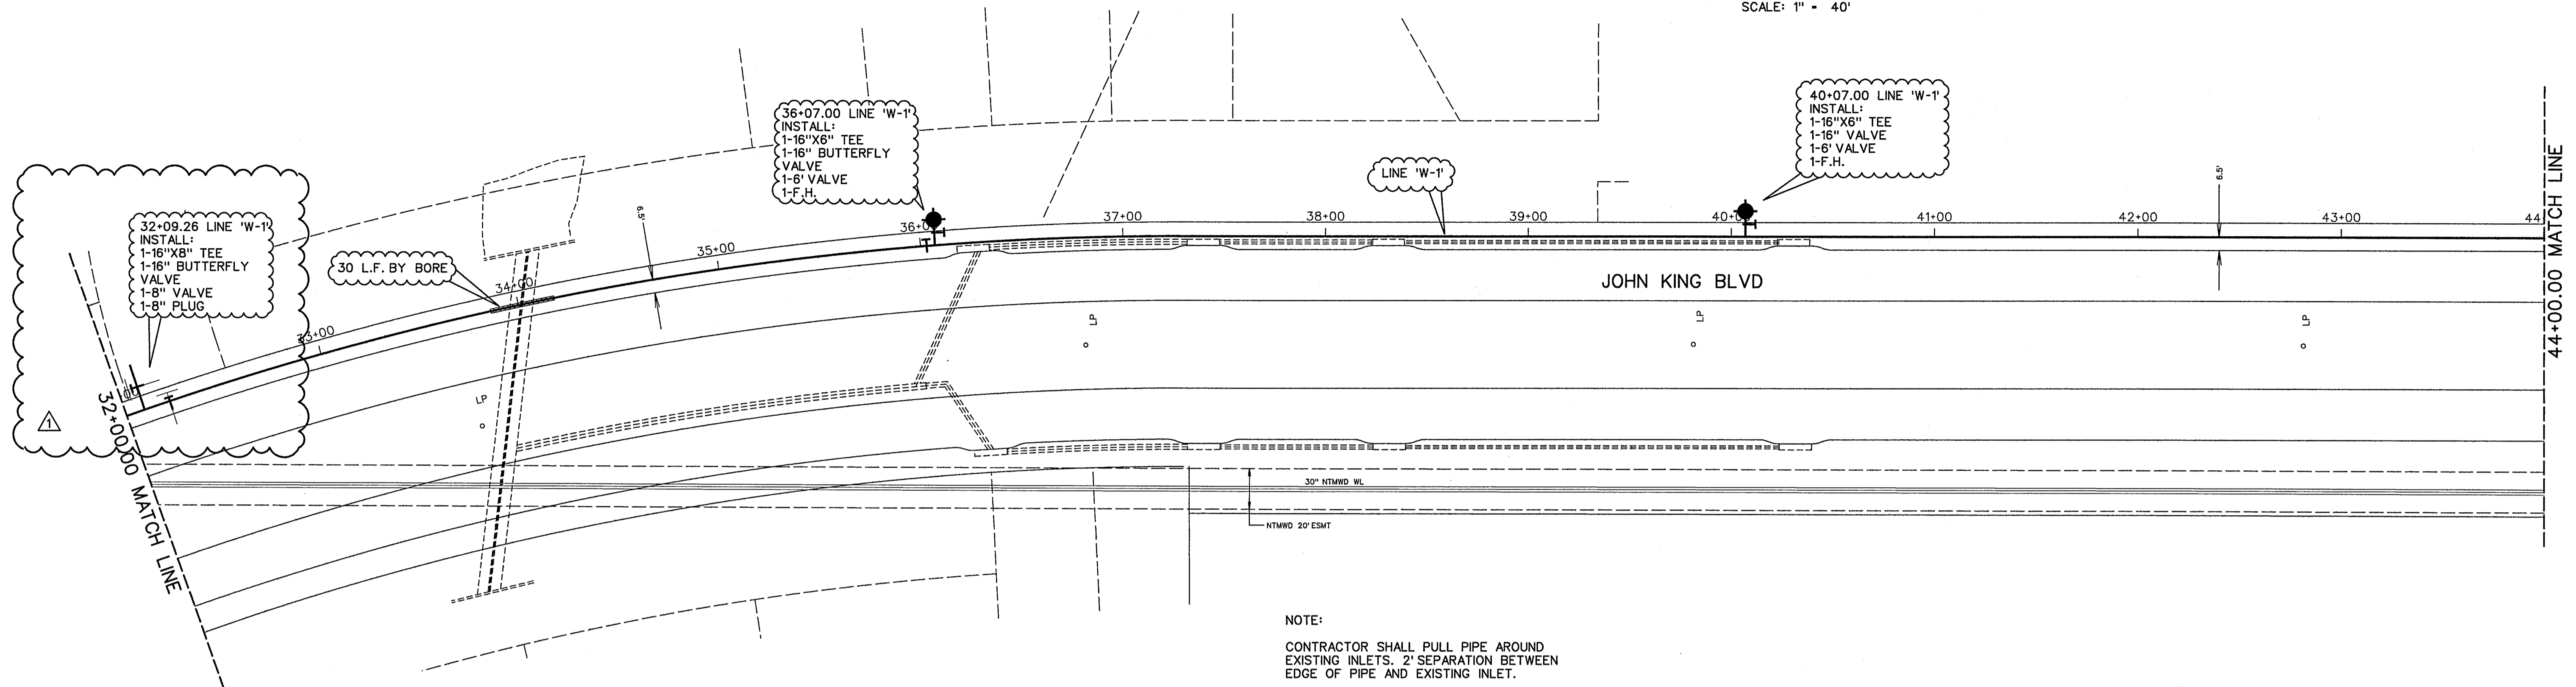 SCALE: 1" = 40'
36+07.00 LINE 'W-1'
INSTALL:
1-16"X6" TEE
1-16" BUTTERFLY
VALVE
1-6' VALVE
1-F.H.
40+07.00 LINE 'W-1'
INSTALL:
1-16"X6" TEE
1-16" VALVE
1-6' VALVE
1-F.H.
LINE 'W-1'
32+09.26 LINE 'W-1'
INSTALL:
1-16"X8" TEE
1-16" BUTTERFLY
VALVE
1-8" VALVE
1-8" PLUG
30 L.F. BY BORE
6.5'
6.5'
33+00
34+00
35+00
37+00
38+00
39+00
40+00
41+00
42+00
43+00
44
44+00.00 MATCH LINE
JOHN KING BLVD
LP
LP
LP
LP
1
32+00.00 MATCH LINE
30" NTMWD WL
NTMWD 20' ESMT
NOTE:
CONTRACTOR SHALL PULL PIPE AROUND
EXISTING INLETS. 2' SEPARATION BETWEEN
EDGE OF PIPE AND EXISTING INLET.